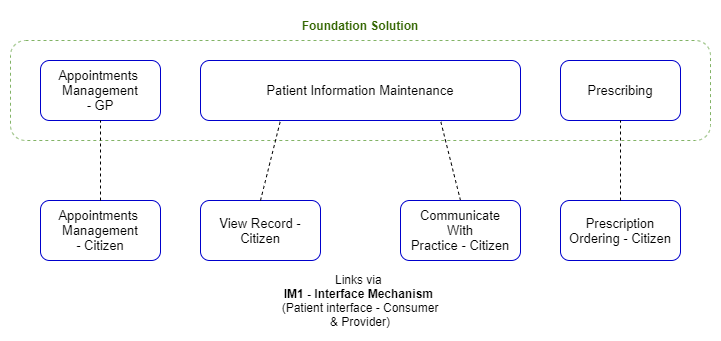 Foundation Solution
Appointments
Management
- GP
Patient Information Maintenance
Prescribing
Appointments
Management
- Citizen
View Record -
Citizen
Communicate
With
Practice - Citizen
Prescription
Ordering - Citizen
Links via
IM1 - Interface Mechanism
(Patient interface - Consumer
& Provider)